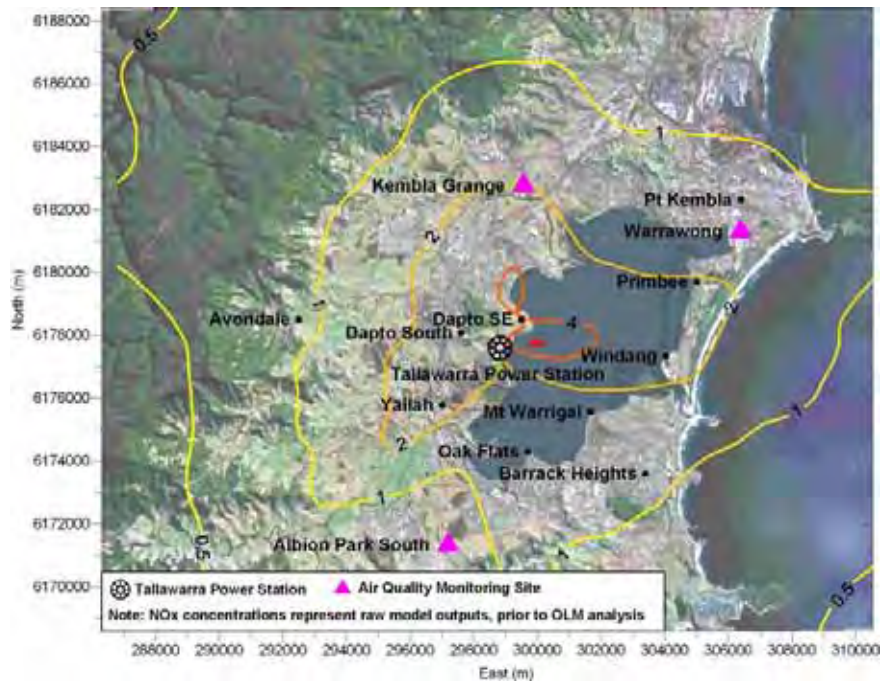 6188000
0.5
6186000
6184000
1
Kembla Grange
Pt Kembla
6182000
Warrawong
2
6180000
Primbee
2
1
Avondale
Dapto SE
4
6178000
Dapto South
Windang
Tallawarra Power Station
6176000
Yallah
Mt Warrigal
1
2
6174000
Oak Flats
Barrack Heights
1
6172000
0.5
Albion Park South
1
6170000
Tallawarra Power Station
Air Quality Monitoring Site
0.5
Note: NOx concentrations represent raw model outputs, prior to OLM analysis
North (m)
288000 290000 292000 294000 296000 298000 300000 302000 304000 306000 308000 310000
East (m)